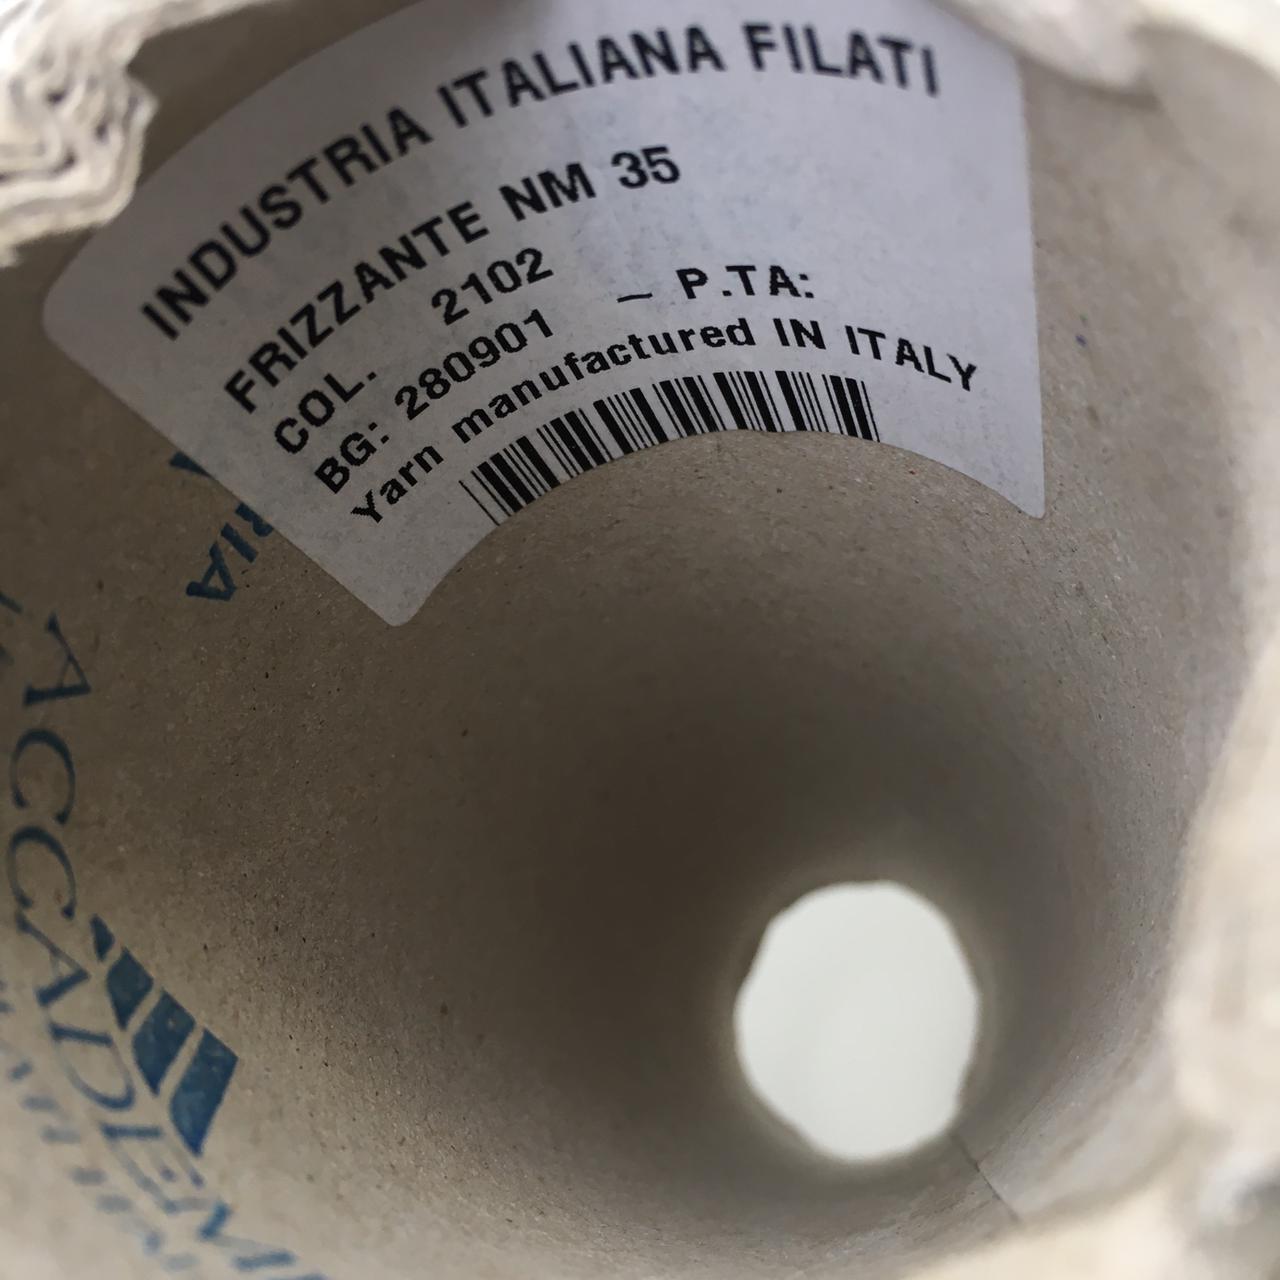 INDUSTRIA ITALIANA FILATI
FRIZZANTE NM 35
COL. 2102
BG: 280901 – P.TA:
Yarn manufactured IN ITALY